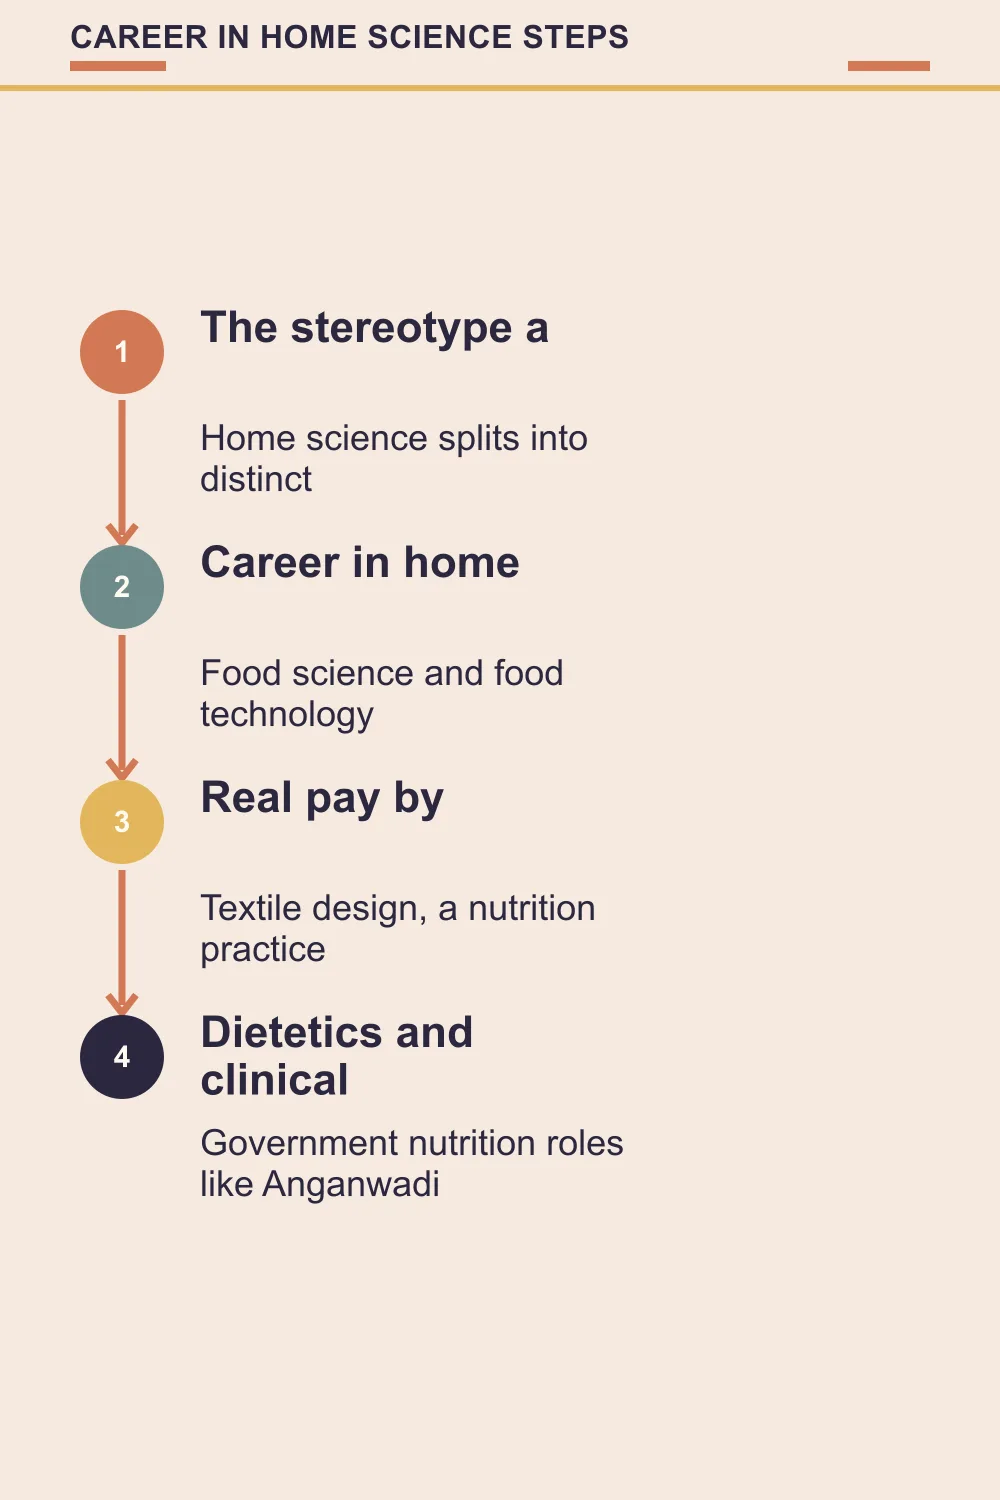 CAREER IN HOME SCIENCE STEPS
1
The stereotype a
Home science splits into
distinct
2
Career in home
Food science and food
technology
3
Real pay by
Textile design, a nutrition
practice
4
Dietetics and
clinical
Government nutrition roles
like Anganwadi